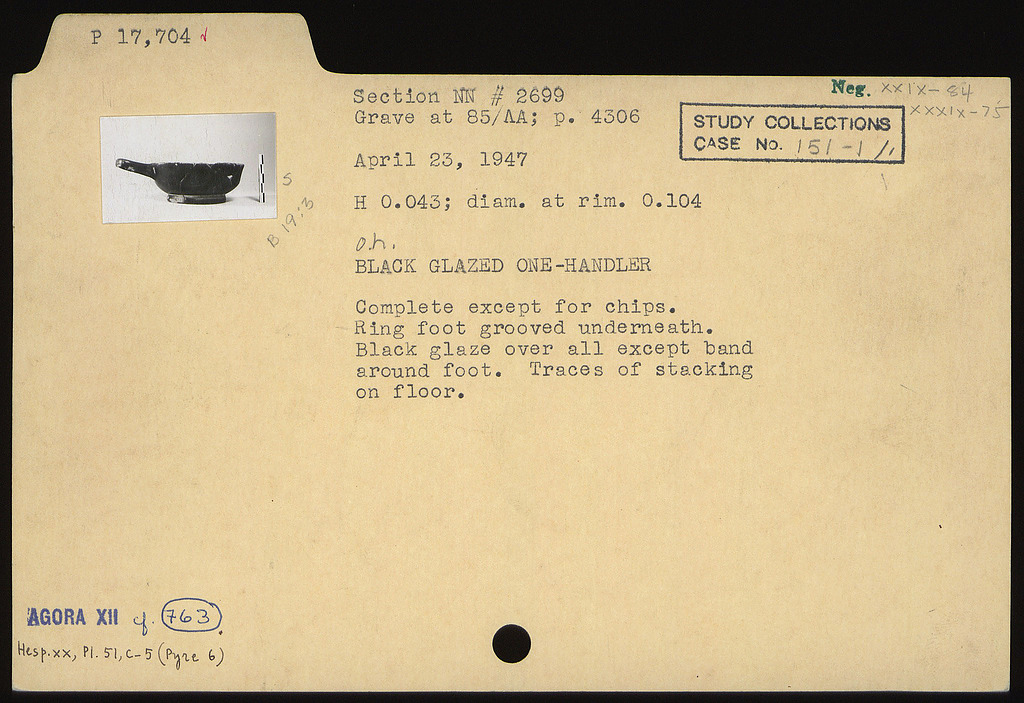 P 17,704 √
Neg. XXIX-84
XXXIX-75
Section NN # 2699
Grave at 85/ΛΑ; p. 4306
STUDY COLLECTIONS
CASE No. 151-1
April 23, 1947
S
B 19:3
H 0.043; diam. at rim. 0.104
o.h.
BLACK GLAZED ONE-HANDLER
Complete except for chips.
Ring foot grooved underneath.
Black glaze over all except band
around foot. Traces of stacking
on floor.
AGORA XII cf. 763.
Hesp. xx, Pl. 51, c-5 (Pyre 6)